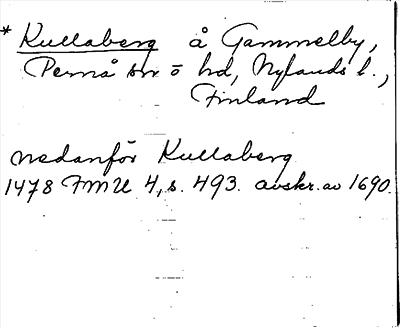 * Kullaberg å Gammelby,
Pernå sn ö hd, Nylands l.,
Finland
nedanför Kullaberg
1478 FMU 4, s. 493. avskr. av 1690.